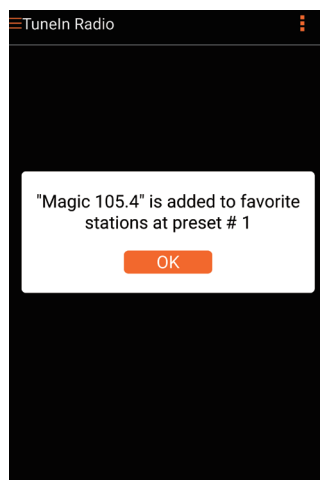 TuneIn Radio
"Magic 105.4" is added to favorite
stations at preset # 1
OK